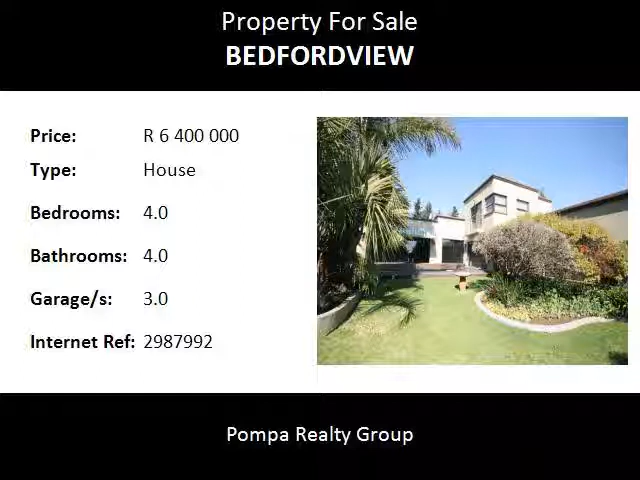 Property For Sale
BEDFORDVIEW
Price: R 6 400 000
Type: House
Bedrooms: 4.0
Bathrooms: 4.0
Garage/s: 3.0
Internet Ref: 2987992
Pompa Realty Group